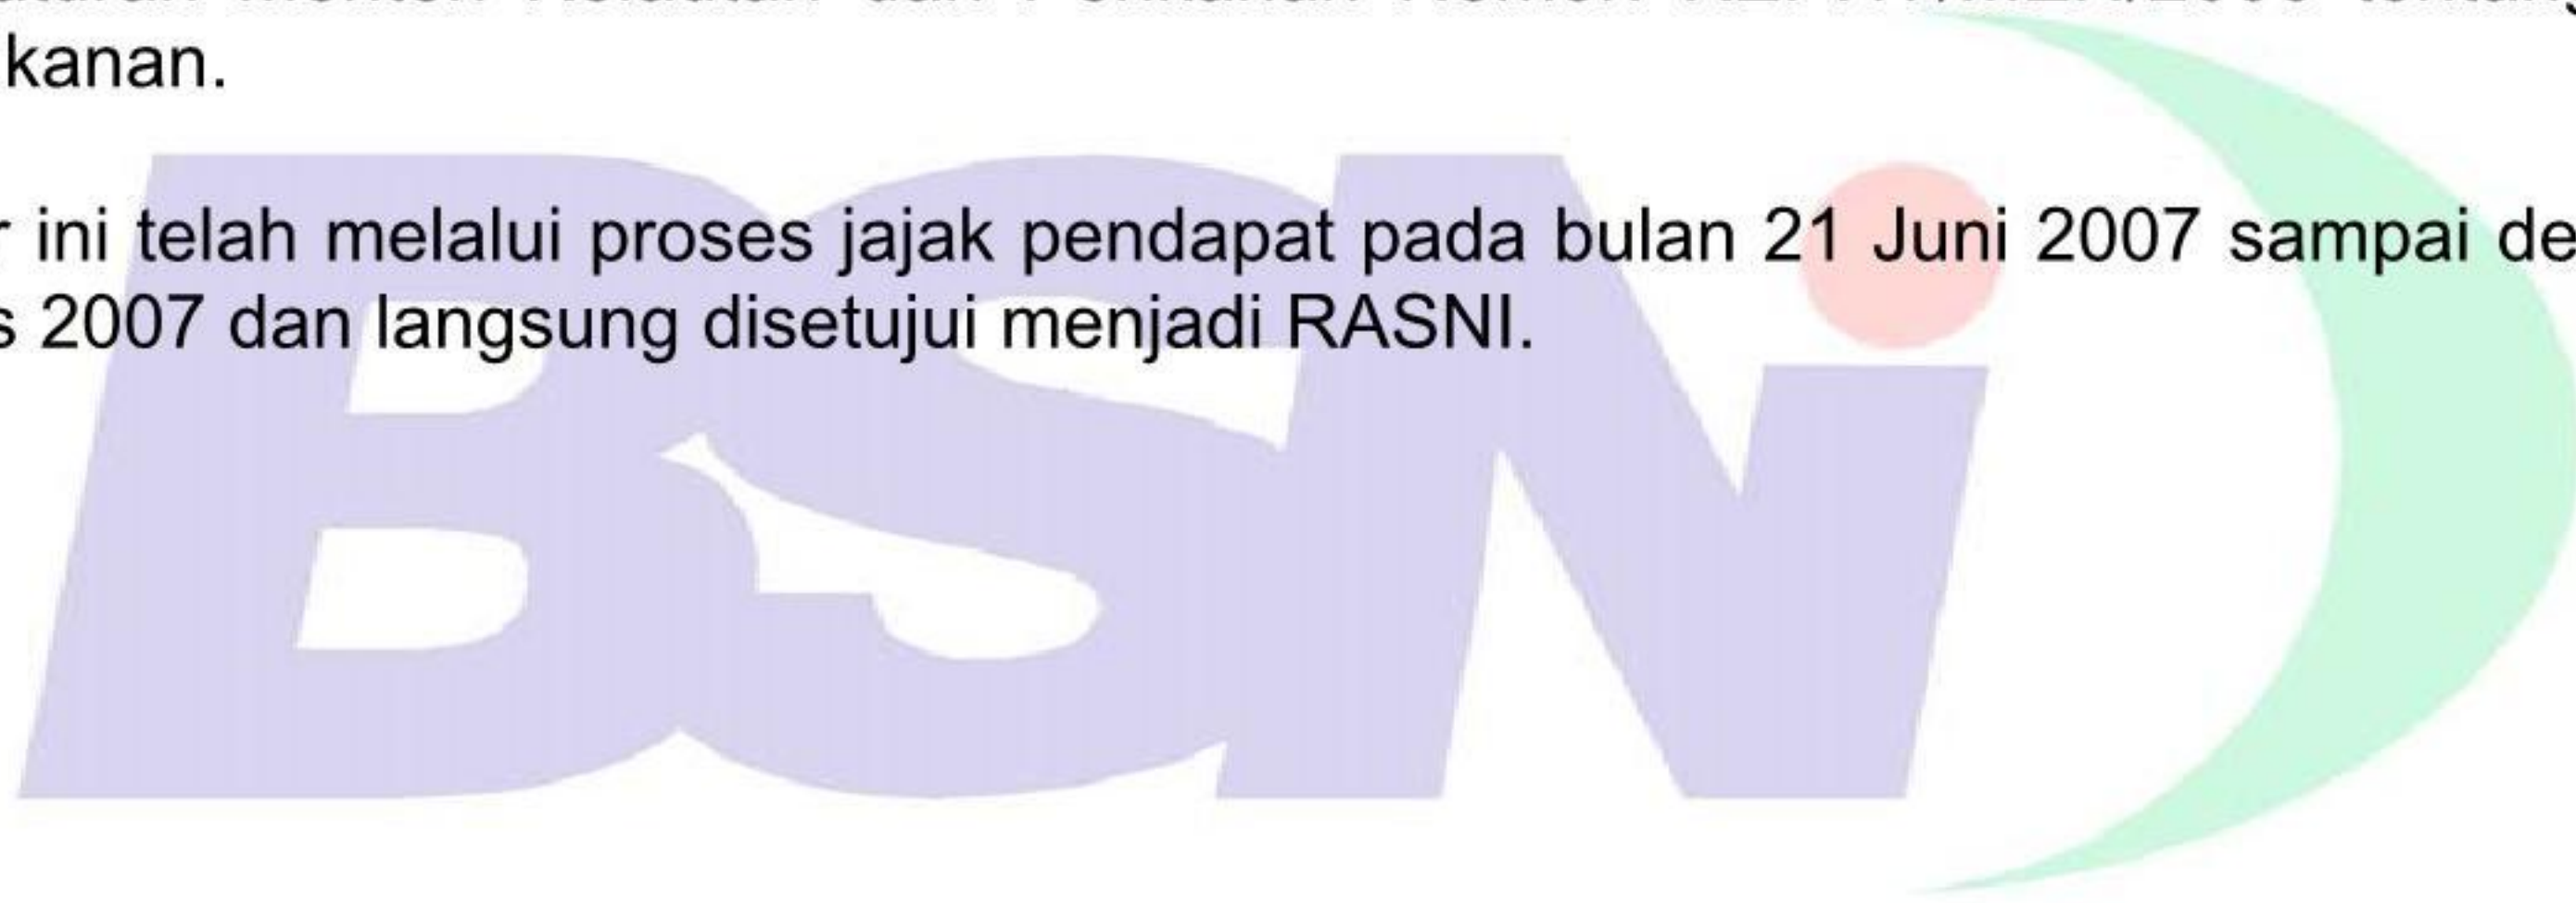 kanan.
r ini telah melalui proses jajak pendapat pada bulan 21 Juni 2007 sampai de
s 2007 dan langsung disetujui menjadi RASNI.
BSNi